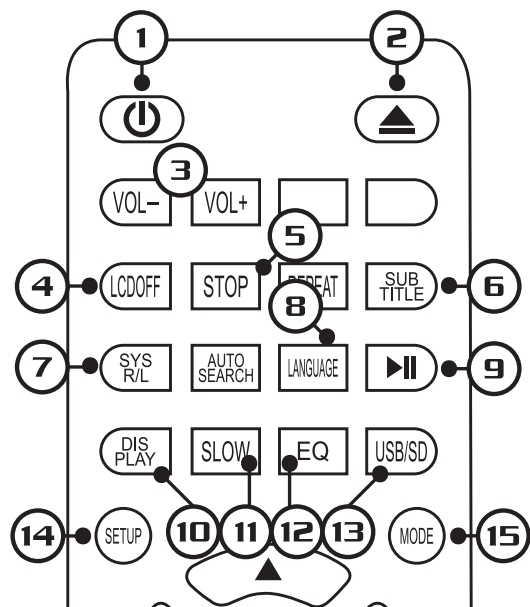 1
2
3
VOL–
VOL+
5
4
LCDOFF
STOP
REPEAT
SUB
TITLE
6
8
7
SYS
R/L
AUTO
SEARCH
LANGUAGE
9
DIS
PLAY
SLOW
EQ
USB/SD
14
SETUP
10
11
12
13
MODE
15